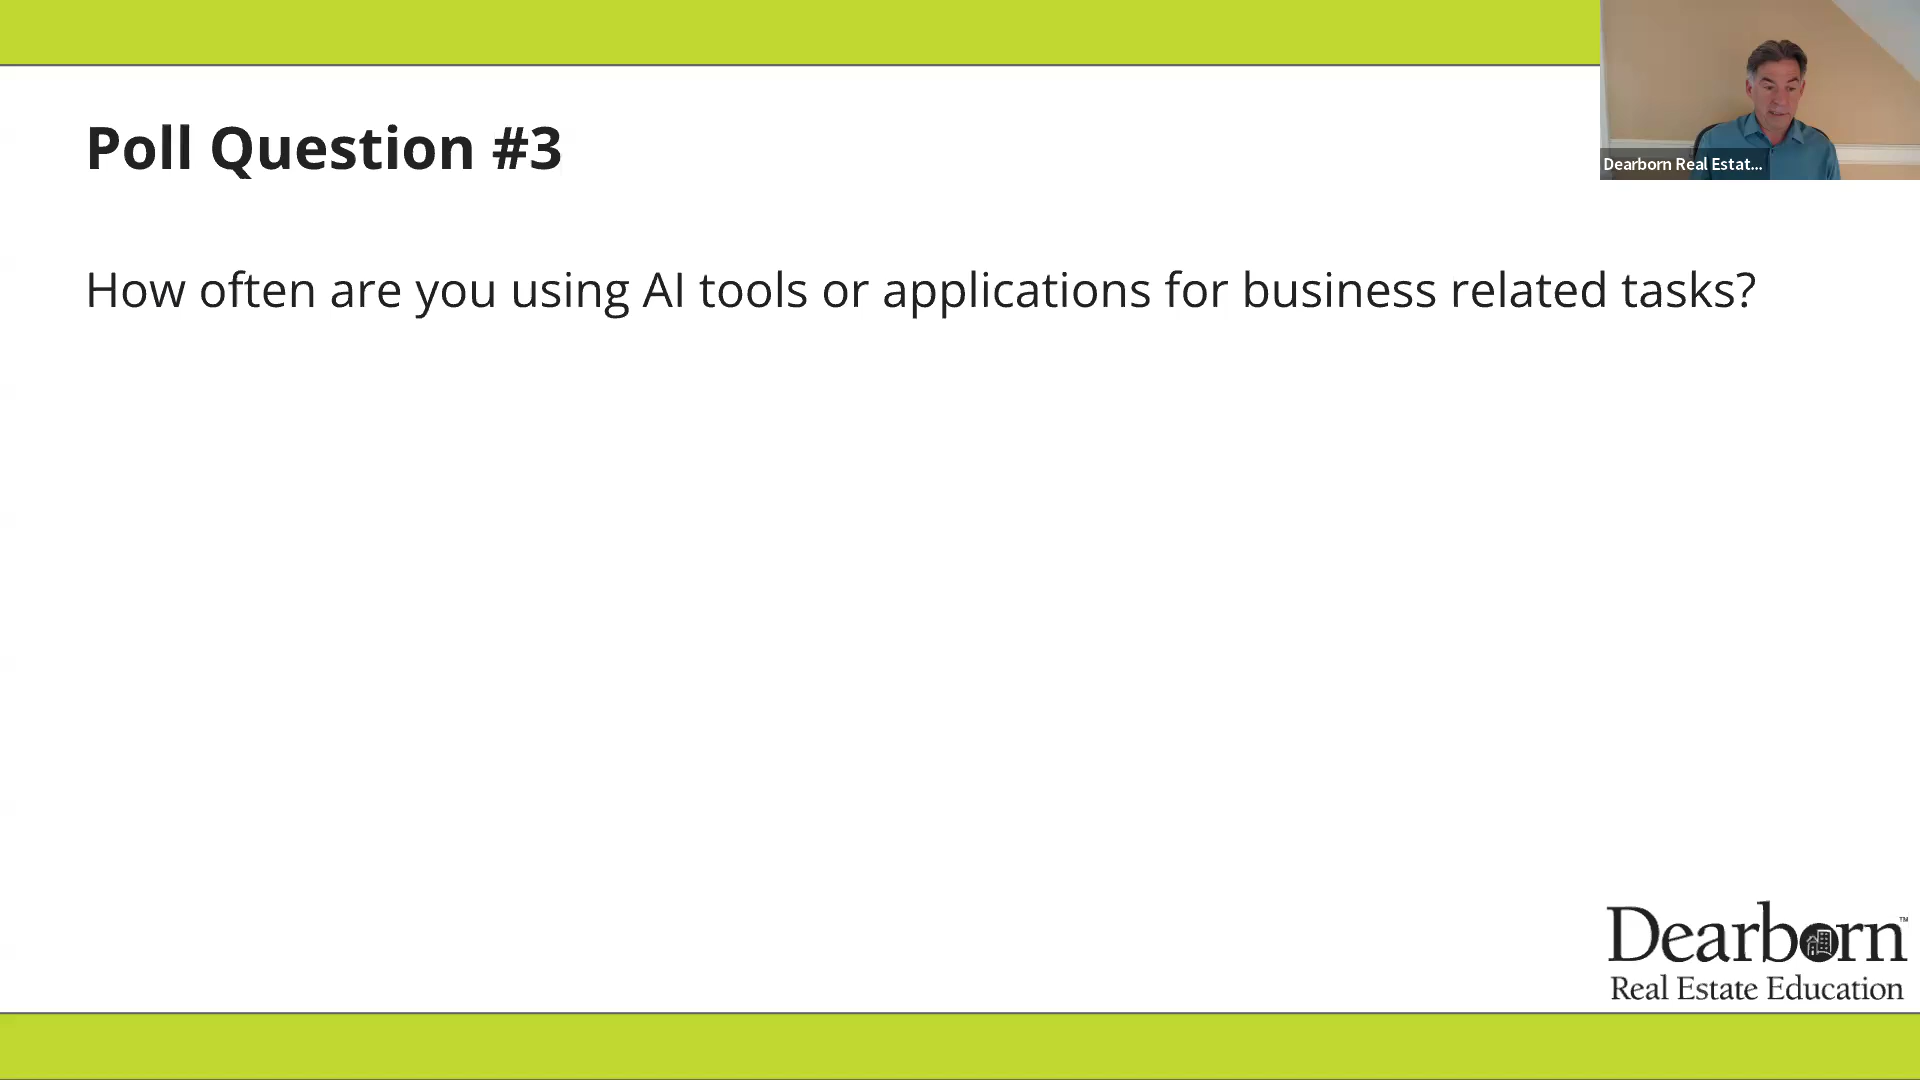 Poll Question #3
Dearborn Real Estat...
How often are you using AI tools or applications for business related tasks?
Dearborn™
Real Estate Education